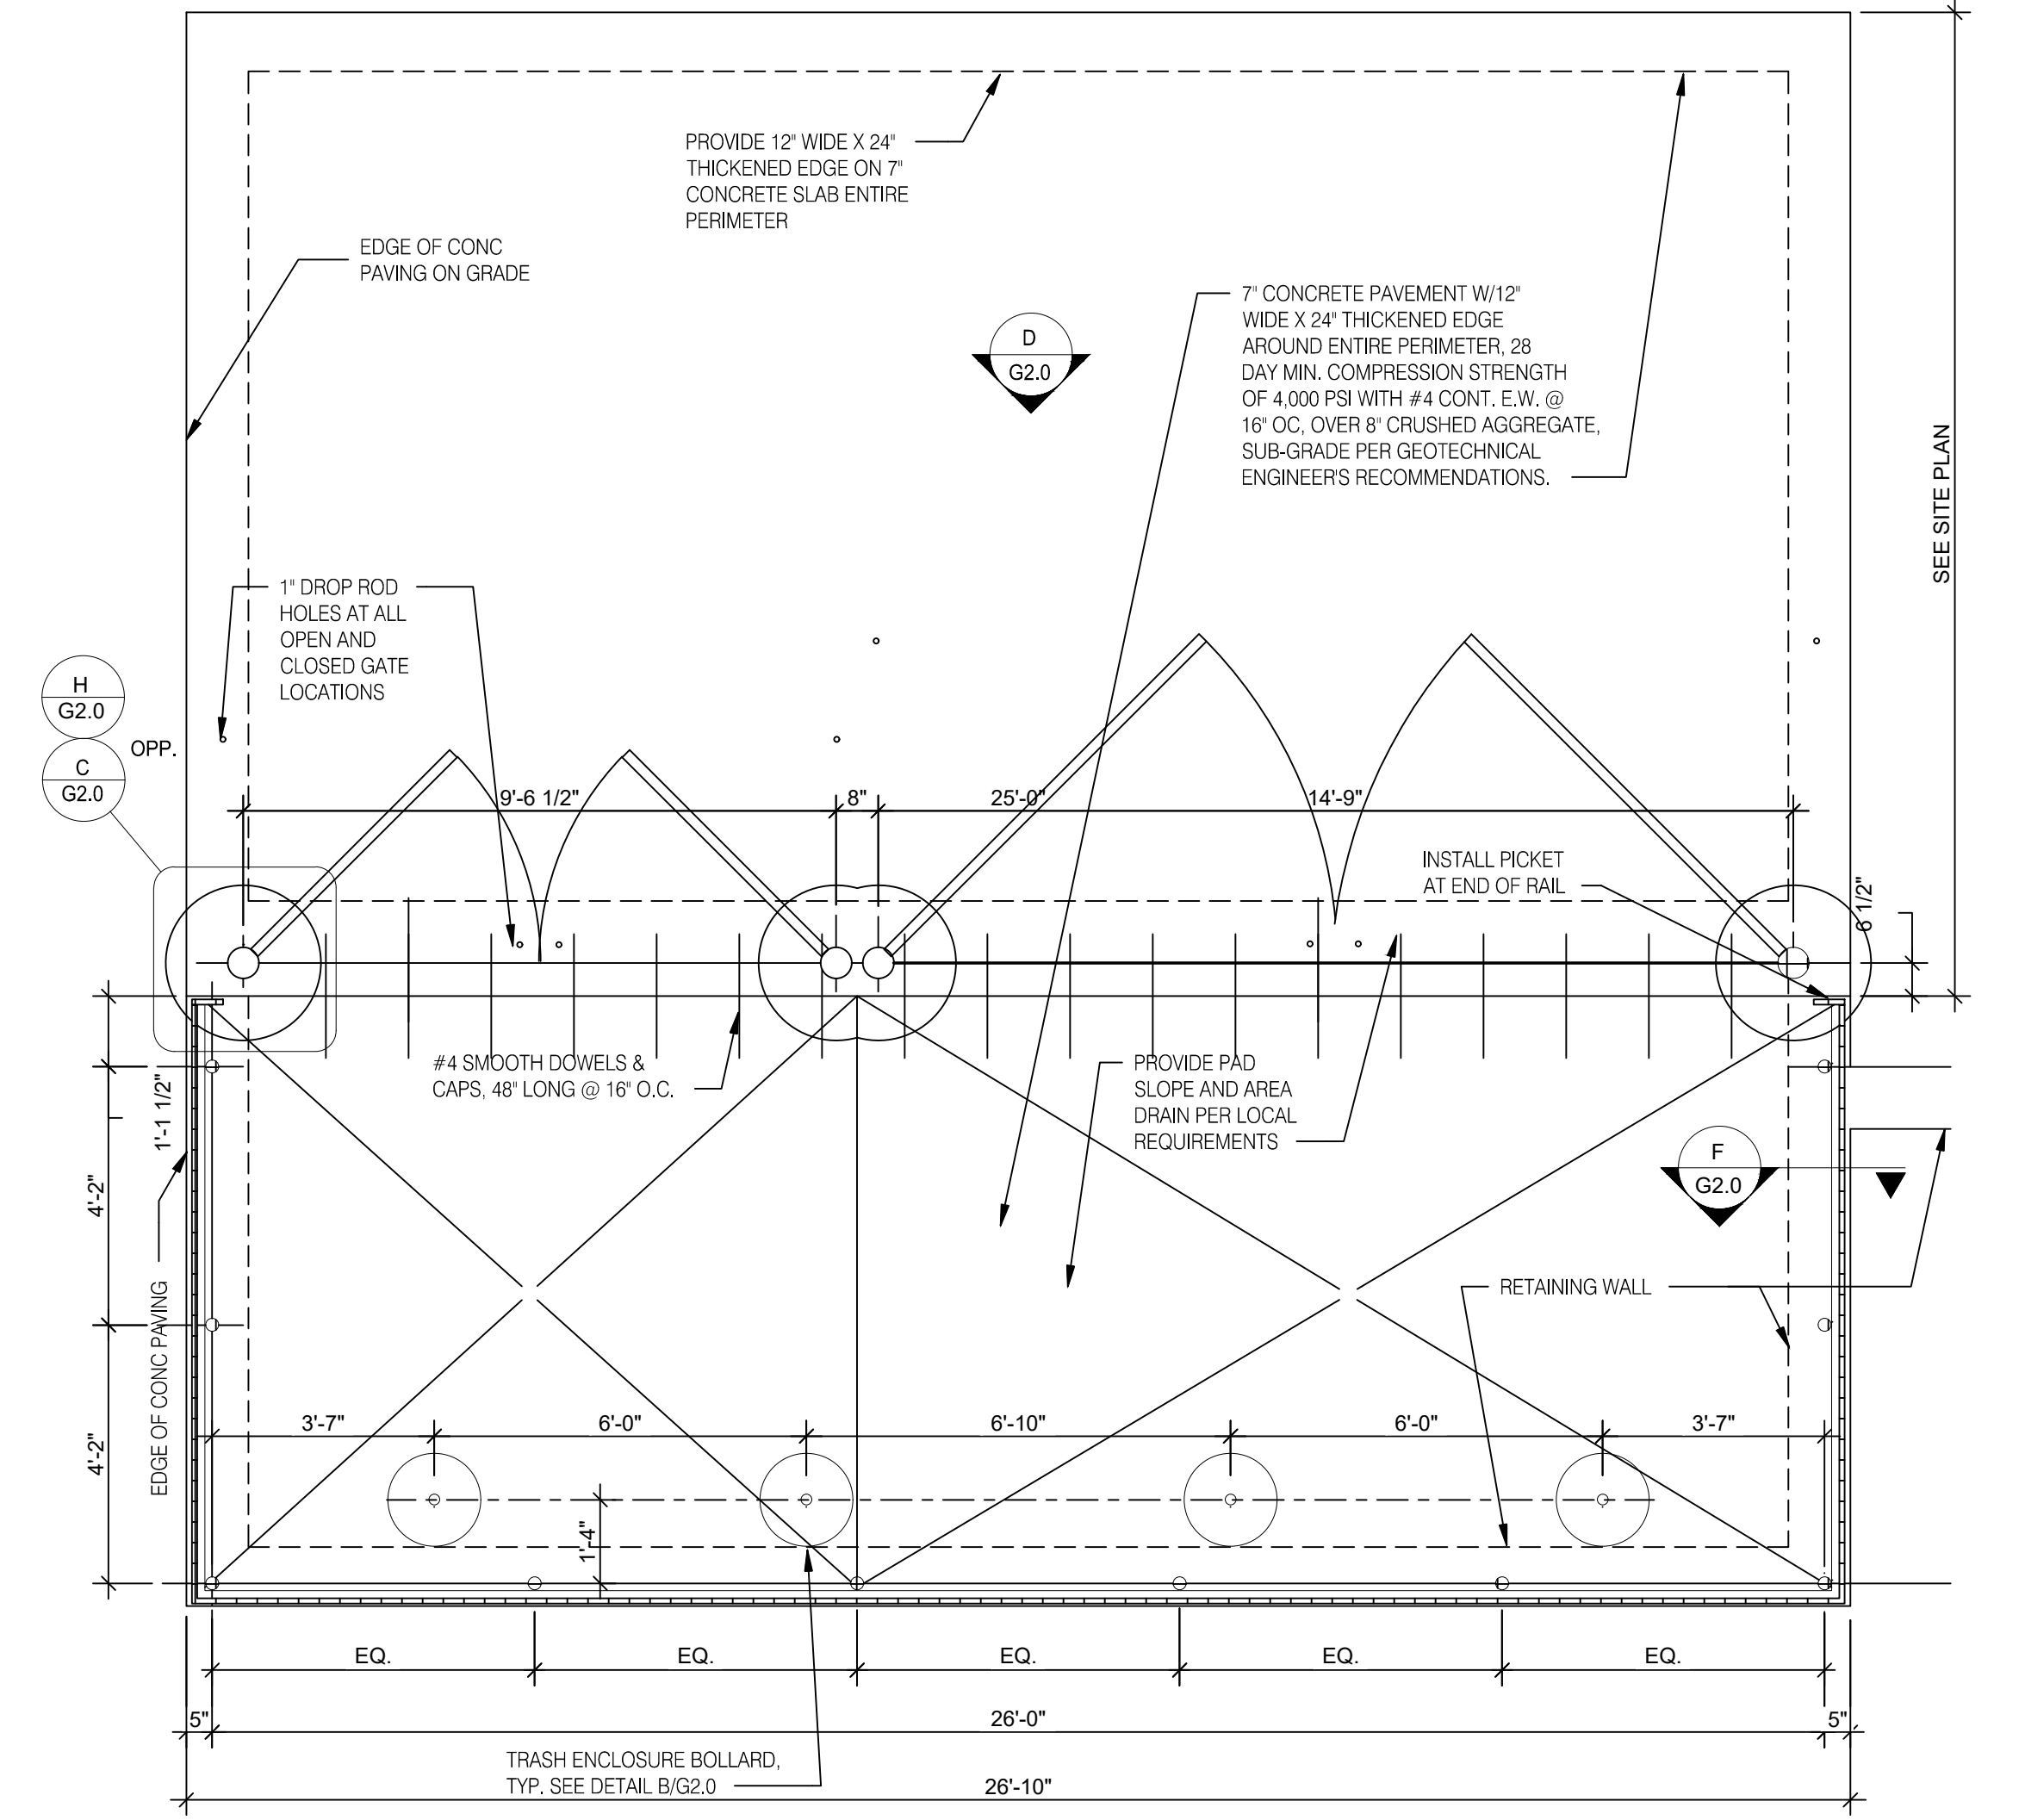 PROVIDE 12" WIDE X 24"
THICKENED EDGE ON 7"
CONCRETE SLAB ENTIRE
PERIMETER
EDGE OF CONC
PAVING ON GRADE
D
G2.0
7" CONCRETE PAVEMENT W/12"
WIDE X 24" THICKENED EDGE
AROUND ENTIRE PERIMETER, 28
DAY MIN. COMPRESSION STRENGTH
OF 4,000 PSI WITH #4 CONT. E.W. @
16" OC, OVER 8" CRUSHED AGGREGATE,
SUB-GRADE PER GEOTECHNICAL
ENGINEER'S RECOMMENDATIONS.
SEE SITE PLAN
1" DROP ROD
HOLES AT ALL
OPEN AND
CLOSED GATE
LOCATIONS
H
G2.0
OPP.
C
G2.0
9'-6 1/2"
8"
25'-0"
14'-9"
INSTALL PICKET
AT END OF RAIL
6 1/2"
#4 SMOOTH DOWELS &
CAPS, 48" LONG @ 16" O.C.
PROVIDE PAD
SLOPE AND AREA
DRAIN PER LOCAL
REQUIREMENTS
1'-1 1/2"
4'-2"
F
G2.0
RETAINING WALL
EDGE OF CONC PAVING
4'-2"
3'-7"
6'-0"
6'-10"
6'-0"
3'-7"
1'-4"
EQ.
EQ.
EQ.
EQ.
EQ.
5"
26'-0"
5"
TRASH ENCLOSURE BOLLARD,
TYP. SEE DETAIL B/G2.0
26'-10"